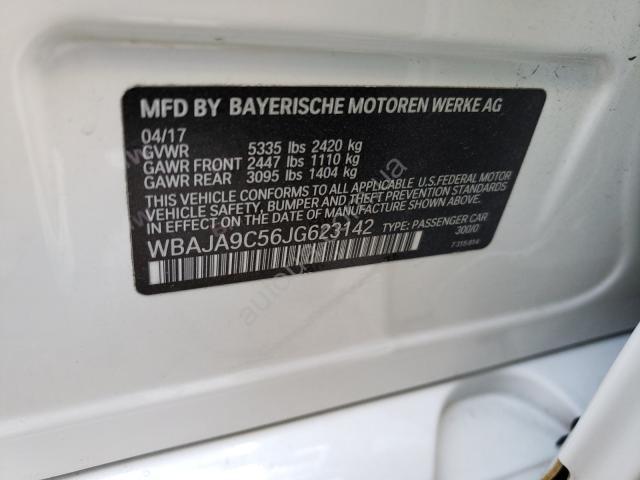 MFD BY BAYERISCHE MOTOREN WERKE AG
04/17
GVWR 5335 lbs 2420 kg
GAWR FRONT 2447 lbs 1110 kg
GAWR REAR 3095 lbs 1404 kg
THIS VEHICLE CONFORMS TO ALL APPLICABLE U.S. FEDERAL MOTOR
VEHICLE SAFETY, BUMPER, AND THEFT PREVENTION STANDARDS
IN EFFECT ON THE DATE OF MANUFACTURE SHOWN ABOVE.
WBAJA9C56JG623142 TYPE: PASSENGER CAR
300/0